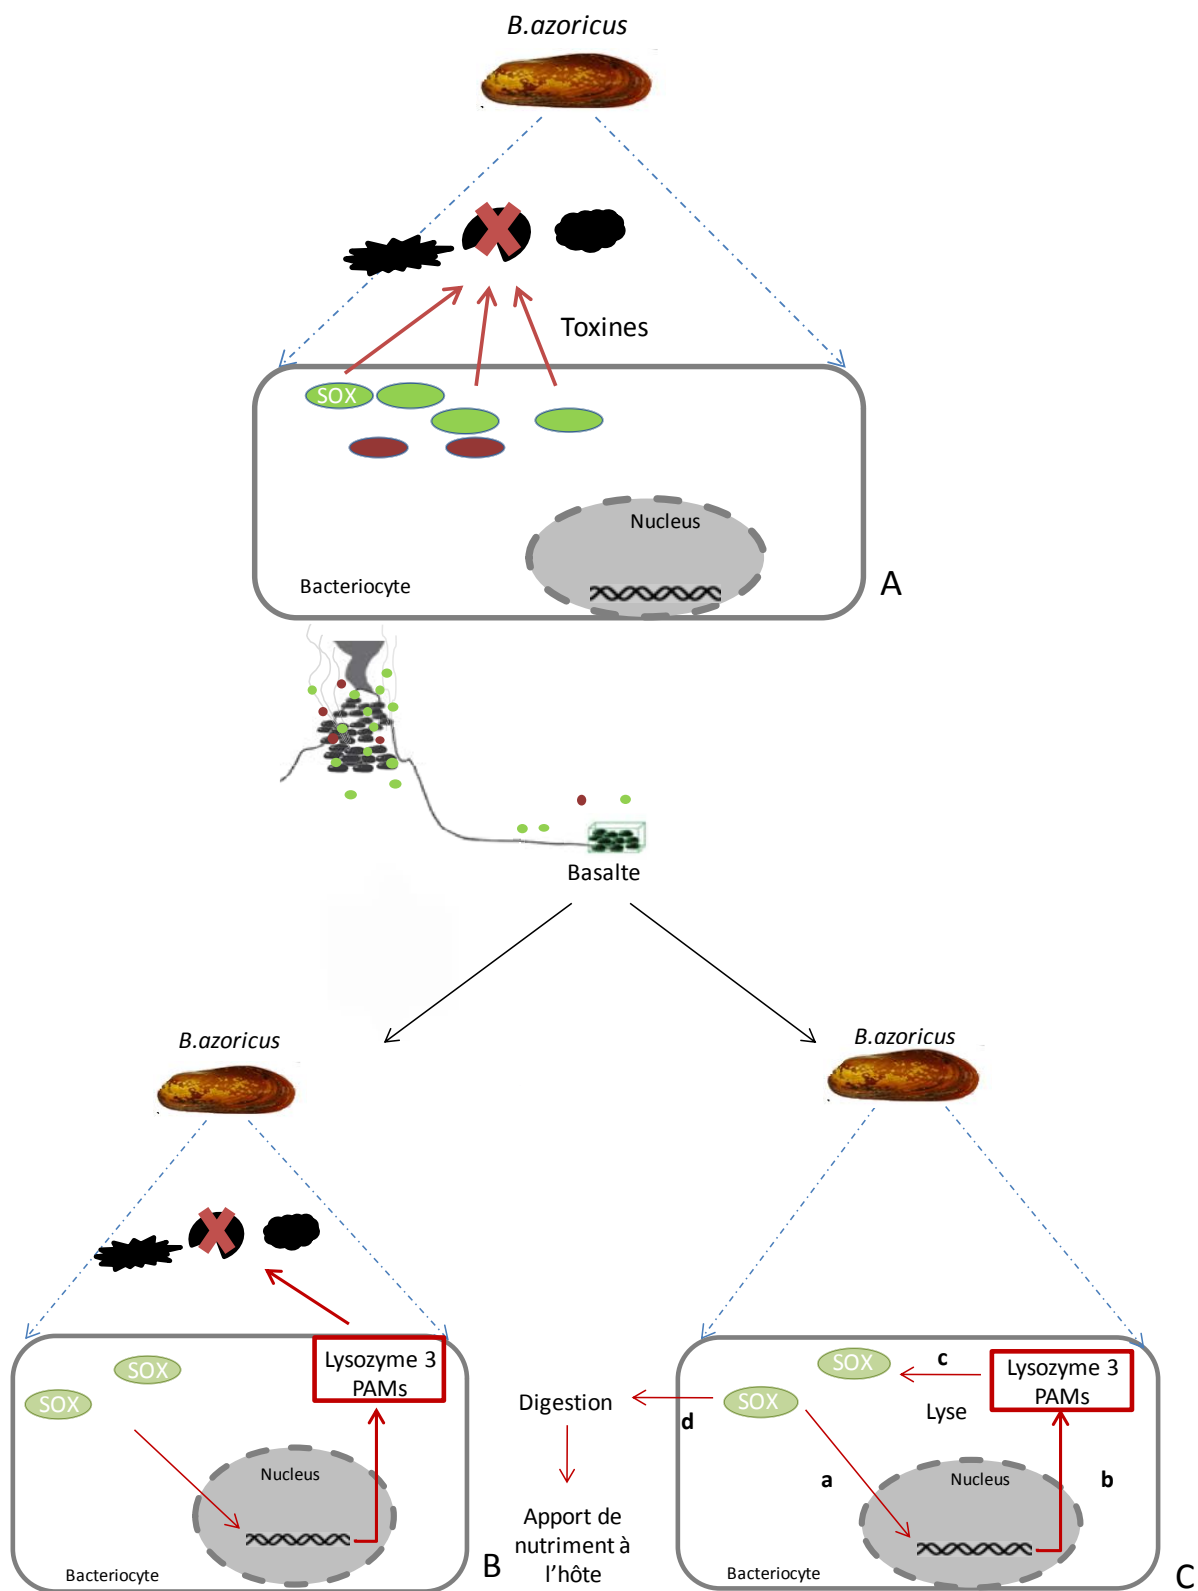 B.azoricus
Toxines
SOX
Nucleus
Bacteriocyte
A
Basalte
B.azoricus
B.azoricus
SOX
SOX
Lysozyme 3
PAMs
Nucleus
Bacteriocyte
B
Digestion
Apport de
nutriment à
l’hôte
d
SOX
SOX
c
Lysozyme 3
PAMs
Lyse
a
b
Nucleus
Bacteriocyte
C